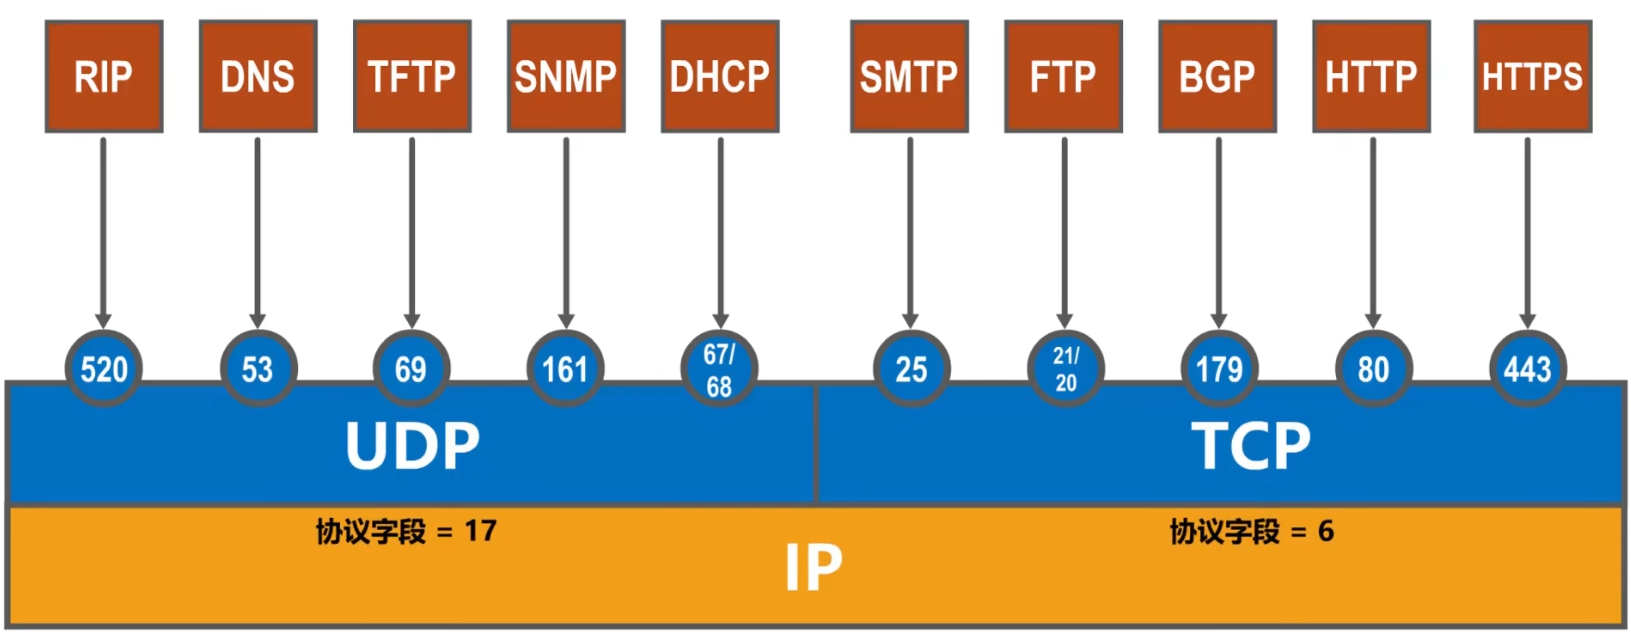 RIP
DNS
TFTP
SNMP
DHCP
SMTP
FTP
BGP
HTTP
HTTPS
520
53
69
161
67/
68
25
21/
20
179
80
443
UDP
TCP
协议字段 = 17
协议字段 = 6
IP